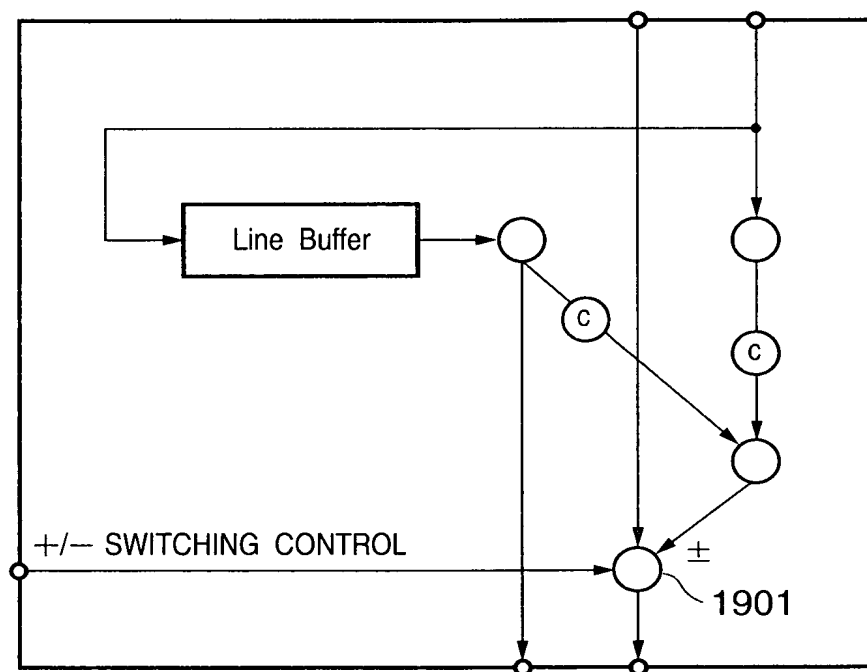 Line Buffer
C
C
+/− SWITCHING CONTROL
±
1901